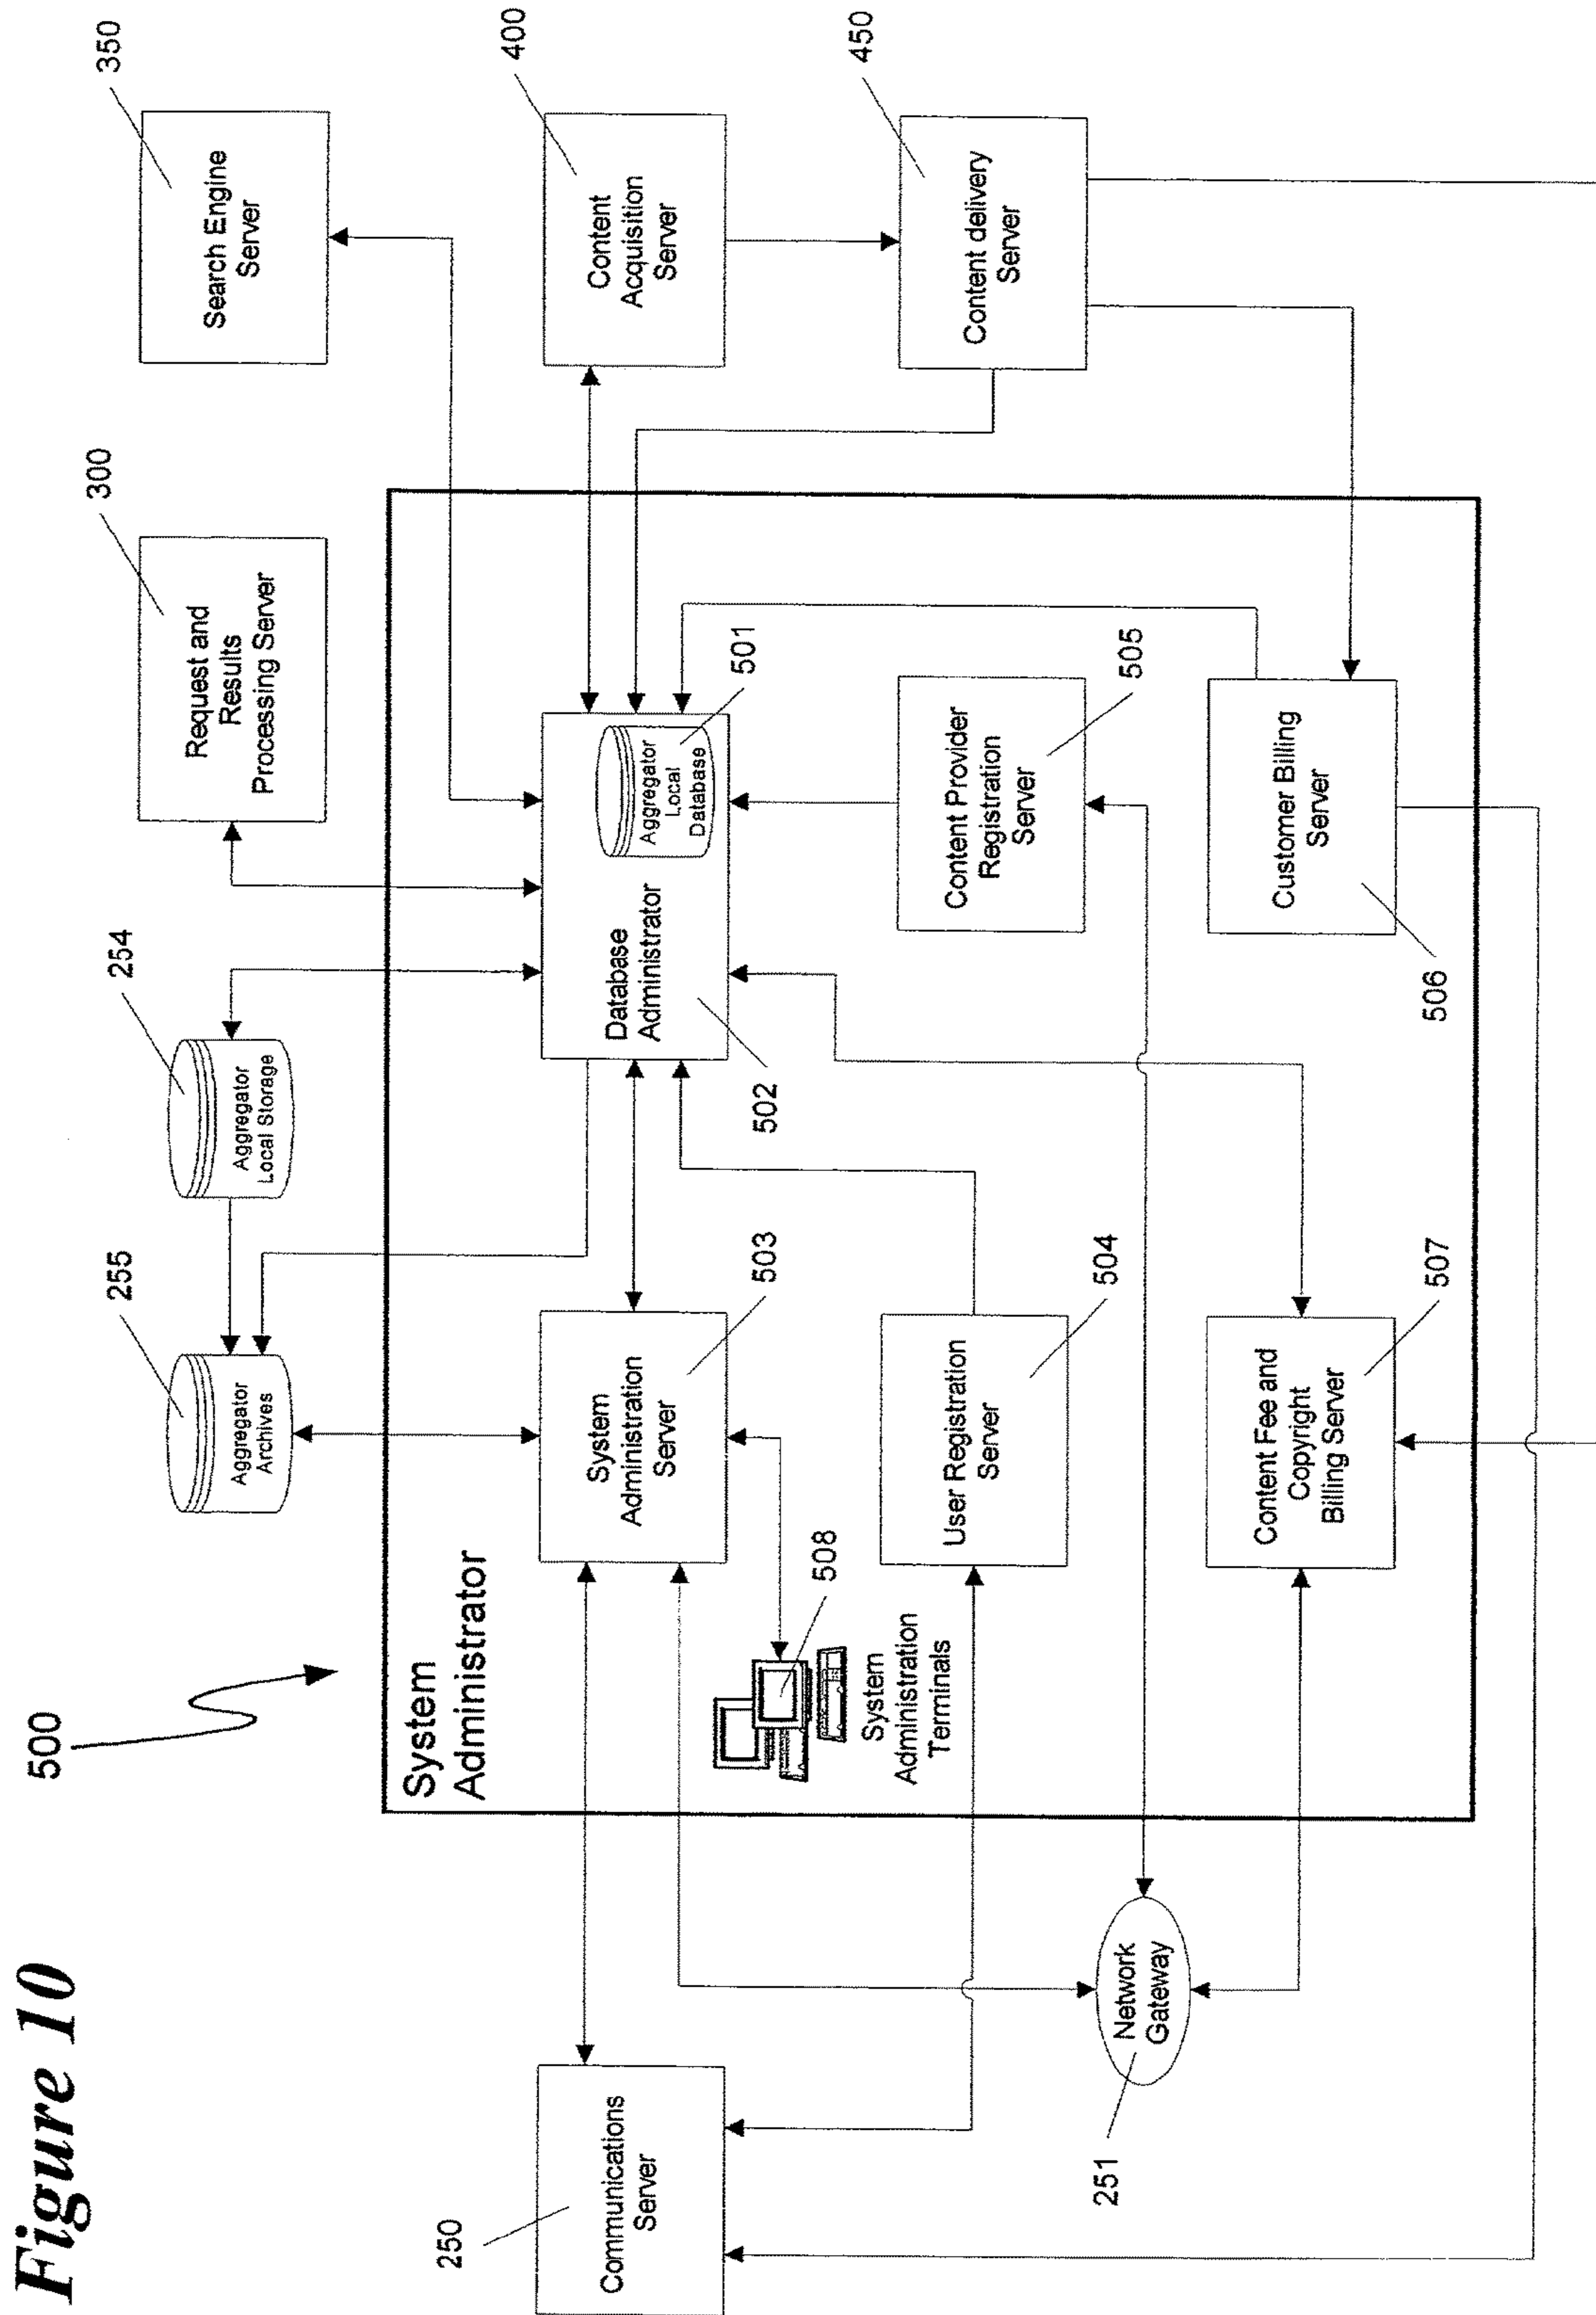 Figure 10
500
255
254
300
350
Aggregator
Archives
Aggregator
Local Storage
Request and
Results
Processing Server
Search Engine
Server
System
Administrator
400
Communications
Server
250
System
Administration
Server
503
Database
Administrator
502
Aggregator
Local
Database
501
Content
Acquisition
Server
508
System
Administration
Terminals
User Registration
Server
504
Content Provider
Registration
Server
505
Content delivery
Server
450
Network
Gateway
251
Content Fee and
Copyright
Billing Server
507
Customer Billing
Server
506